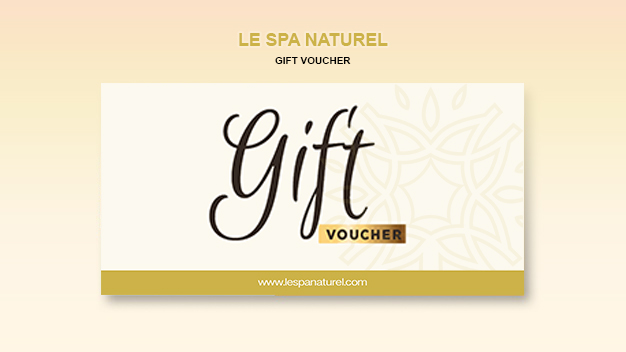 LE SPA NATUREL
GIFT VOUCHER
Gift
VOUCHER
www.lespanaturel.com